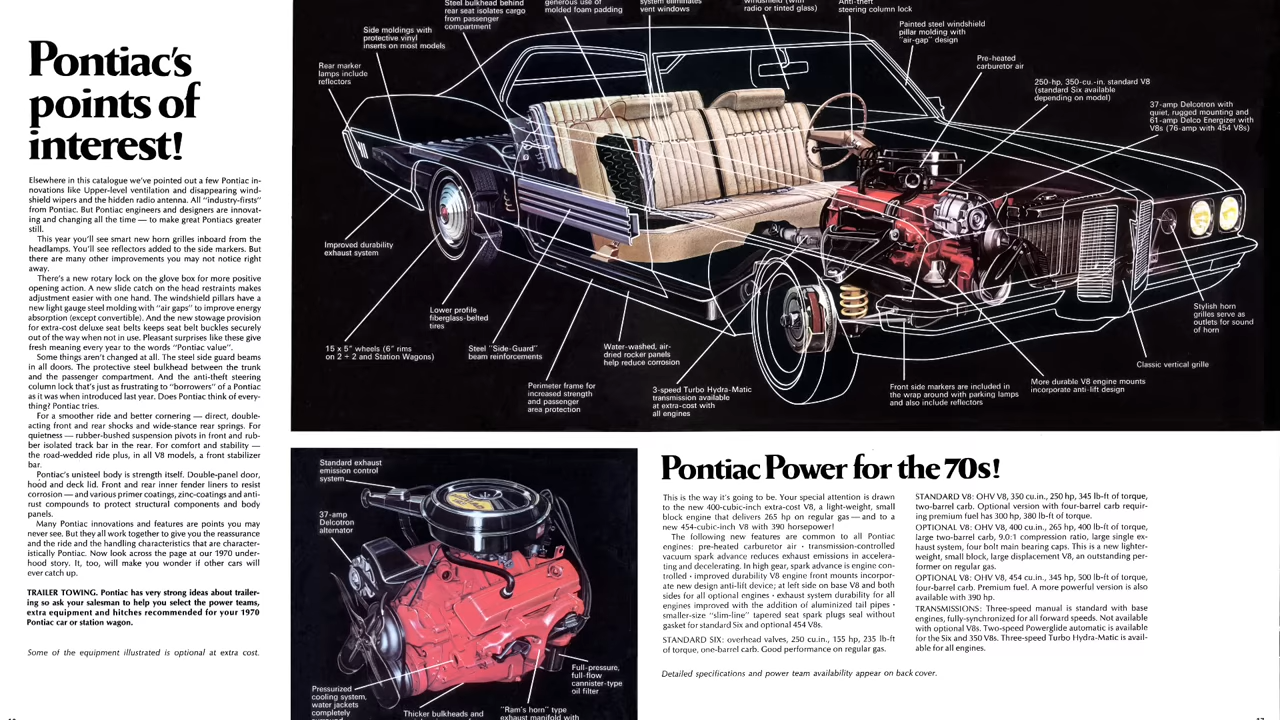 Pontiac's
points of
interest!
Elsewhere in this catalogue we've pointed out a few Pontiac in-
novations like Upper-level ventilation and disappearing wind-
shield wipers and the hidden radio antenna. All "industry-firsts"
from Pontiac. But Pontiac engineers and designers are innovat-
ing and changing all the time — to make great Pontiacs greater
still.
This year you'll see smart new horn grilles inboard from the
headlamps. You'll see reflectors added to the side markers. But
there are many other improvements you may not notice right
away.
There's a new rotary lock on the glove box for more positive
opening action. A new slide catch on the head restraints makes
adjustment easier with one hand. The windshield pillars have a
new light gauge steel molding with "air gaps" to improve energy
absorption (except convertible). And the new stowage provision
for extra-cost deluxe seat belts keeps seat belt buckles securely
out of the way when not in use. Pleasant surprises like these give
fresh meaning every year to the words "Pontiac value".
Some things aren't changed at all. The steel side guard beams
in all doors. The protective steel bulkhead between the trunk
and the passenger compartment. And the anti-theft steering
column lock that's just as frustrating to "borrowers" of a Pontiac
as it was when introduced last year. Does Pontiac think of every-
thing? Pontiac tries.
For a smoother ride and better cornering — direct, double-
acting front and rear shocks and wide-stance rear springs. For
quietness — rubber-bushed suspension pivots in front and rub-
ber isolated track bar in the rear. For comfort and stability —
the road-wedded ride plus, in all V8 models, a front stabilizer
bar.
Pontiac's unisteel body is strength itself. Double-panel door,
hood and deck lid. Front and rear inner fender liners to resist
corrosion — and various primer coatings, zinc-coatings and anti-
rust compounds to protect structural components and body
panels.
Many Pontiac innovations and features are points you may
never see. But they all work together to give you the reassurance
and the ride and the handling characteristics that are character-
istically Pontiac. Now look across the page at our 1970 under-
hood story. It, too, will make you wonder if other cars will
ever catch up.
TRAILER TOWING. Pontiac has very strong ideas about trailer-
ing so ask your salesman to help you select the power teams,
extra equipment and hitches recommended for your 1970
Pontiac car or station wagon.
Some of the equipment illustrated is optional at extra cost.
Steel bulkhead behind
rear seat isolates cargo
from passenger
compartment
generous use of
molded foam padding
system eliminates
vent windows
windshield (with
radio or tinted glass)
Anti-theft
steering column lock
Painted steel windshield
pillar molding with
"air-gap" design
Side moldings with
protective vinyl
inserts on most models
Rear marker
lamps include
reflectors
Pre-heated
carburetor air
250-hp, 350-cu.-in. standard V8
(standard Six available
depending on model)
37-amp Delcotron with
quiet, rugged mounting and
61-amp Delco Energizer with
V8s (76-amp with 454 V8s)
Improved durability
exhaust system
Lower profile
fiberglass-belted
tires
15 x 5" wheels (6" rims
on 2 + 2 and Station Wagons)
Steel "Side-Guard"
beam reinforcements
Water-washed, air-
dried rocker panels
help reduce corrosion
Perimeter frame for
increased strength
and passenger
area protection
3-speed Turbo Hydra-Matic
transmission available
at extra-cost with
all engines
Front side markers are included in
the wrap around with parking lamps
and also include reflectors
More durable V8 engine mounts
incorporate anti-lift design
Classic vertical grille
Stylish horn
grilles serve as
outlets for sound
of horn
Standard exhaust
emission control
system
37-amp
Delcotron
alternator
Pressurized
cooling system,
water jackets
completely
Thicker bulkheads and
"Ram's horn" type
exhaust manifold with
Full-pressure,
full-flow
cannister-type
oil filter
Pontiac Power for the 70s!
This is the way it's going to be. Your special attention is drawn
to the new 400-cubic-inch extra-cost V8, a light-weight, small
block engine that delivers 265 hp on regular gas — and to a
new 454-cubic-inch V8 with 390 horsepower!
The following new features are common to all Pontiac
engines: pre-heated carburetor air • transmission-controlled
vacuum spark advance reduces exhaust emissions in accelera-
ting and decelerating. In high gear, spark advance is engine con-
trolled • improved durability V8 engine front mounts incorpor-
ate new design anti-lift device; at left side on base V8 and both
sides for all optional engines • exhaust system durability for all
engines improved with the addition of aluminized tail pipes •
smaller-size "slim-line" tapered seat spark plugs seal without
gasket for standard Six and optional 454 V8s.
STANDARD SIX: overhead valves, 250 cu.in., 155 hp, 235 lb-ft
of torque, one-barrel carb. Good performance on regular gas.
STANDARD V8: OHV V8, 350 cu.in., 250 hp, 345 lb-ft of torque,
two-barrel carb. Optional version with four-barrel carb requir-
ing premium fuel has 300 hp, 380 lb-ft of torque.
OPTIONAL V8: OHV V8, 400 cu.in., 265 hp, 400 lb-ft of torque,
large two-barrel carb, 9.0:1 compression ratio, large single ex-
haust system, four bolt main bearing caps. This is a new lighter-
weight, small block, large displacement V8, an outstanding per-
former on regular gas.
OPTIONAL V8: OHV V8, 454 cu.in., 345 hp, 500 lb-ft of torque,
four-barrel carb. Premium fuel. A more powerful version is also
available with 390 hp.
TRANSMISSIONS: Three-speed manual is standard with base
engines, fully-synchronized for all forward speeds. Not available
with optional V8s. Two-speed Powerglide automatic is available
for the Six and 350 V8s. Three-speed Turbo Hydra-Matic is avail-
able for all engines.
Detailed specifications and power team availability appear on back cover.